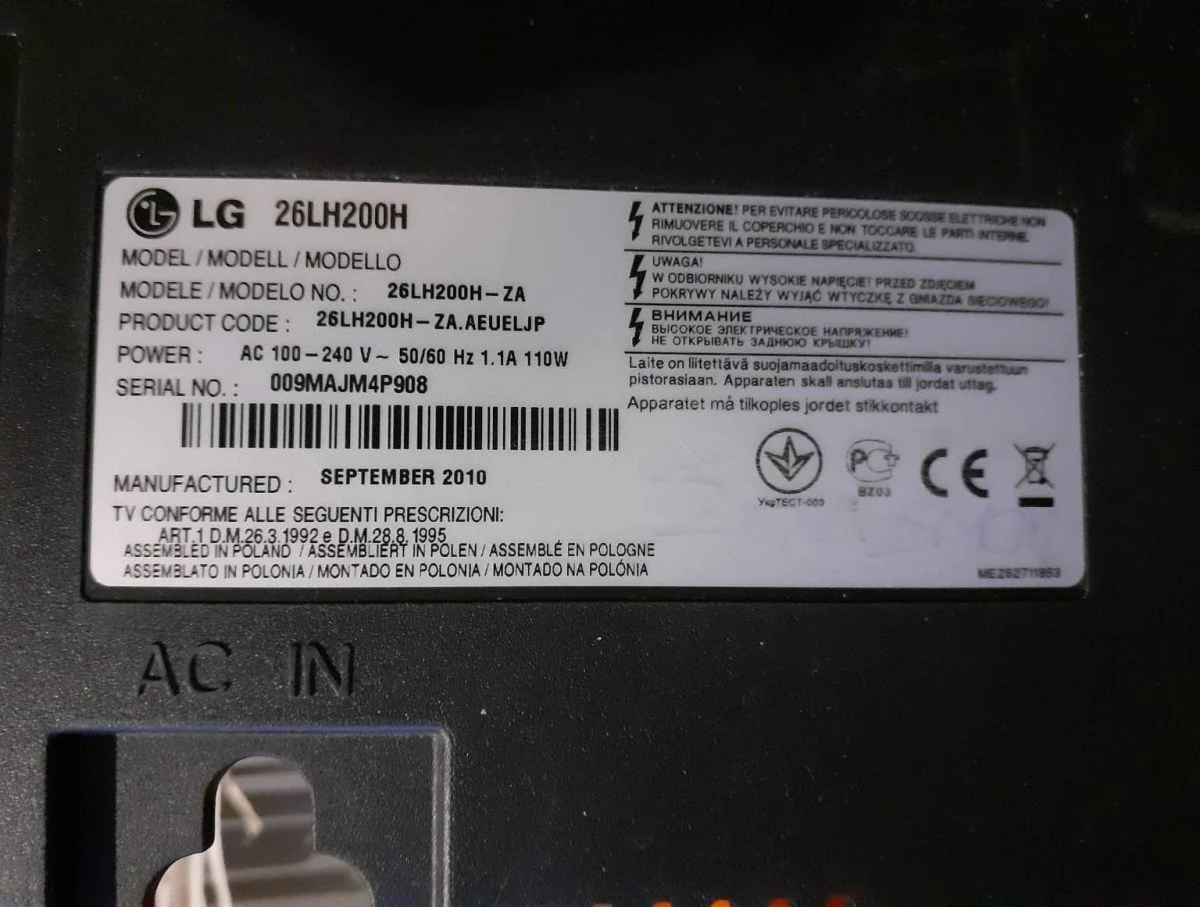 LG 26LH200H
MODEL / MODELL / MODELLO
MODELE / MODELO NO. : 26LH200H-ZA
PRODUCT CODE : 26LH200H-ZA.AEUELJP
POWER : AC 100-240 V~ 50/60 Hz 1.1A 110W
SERIAL NO. : 009MAJM4P908
MANUFACTURED : SEPTEMBER 2010
TV CONFORME ALLE SEGUENTI PRESCRIZIONI:
ART.1 D.M.26.3.1992 e D.M.28.8.1995
ASSEMBLED IN POLAND / ASSEMBLIERT IN POLEN / ASSEMBLÉ EN POLOGNE
ASSEMBLATO IN POLONIA / MONTADO EN POLONIA / MONTADO NA POLÓNIA
ATTENZIONE! PER EVITARE PERICOLOSE SCOSSE ELETTRICHE NON
RIMUOVERE IL COPERCHIO E NON TOCCARE LE PARTI INTERNE.
RIVOLGETEVI A PERSONALE SPECIALIZZATO.
UWAGA!
W ODBIORNIKU WYSOKIE NAPIĘCIE! PRZED ZDJĘCIEM
POKRYWY NALEŻY WYJĄĆ WTYCZKĘ Z GNIAZDA SIECIOWEGO!
ВНИМАНИЕ
ВЫСОКОЕ ЭЛЕКТРИЧЕСКОЕ НАПРЯЖЕНИЕ!
НЕ ОТКРЫВАТЬ ЗАДНЮЮ КРЫШКУ!
Laite on liitettävä suojamaadoituskoskettimilla varustettuun
pistorasiaan. Apparaten skall anslutas till jordat uttag.
Apparatet må tilkoples jordet stikkontakt
УкрТЕСТ-003
РСТ
BZ03
CE
AC IN